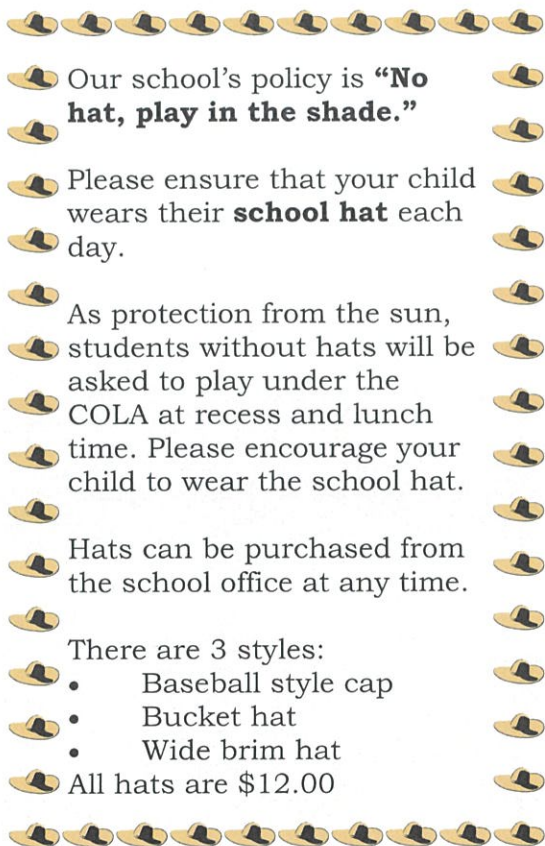 Our school's policy is “No
hat, play in the shade.”
Please ensure that your child
wears their school hat each
day.
As protection from the sun,
students without hats will be
asked to play under the
COLA at recess and lunch
time. Please encourage your
child to wear the school hat.
Hats can be purchased from
the school office at any time.
There are 3 styles:
• Baseball style cap
• Bucket hat
• Wide brim hat
All hats are $12.00